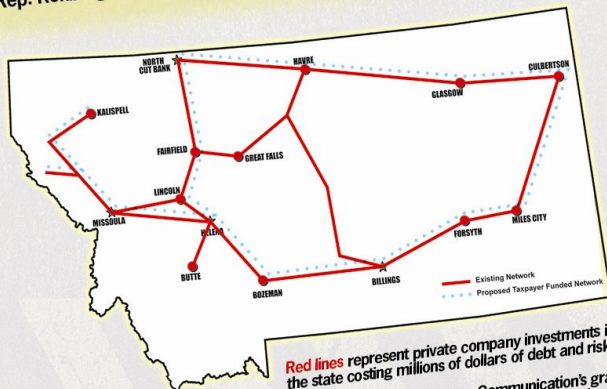 Rep.
NORTH
CUT BANK
HAVRE
CULBERTSON
GLASGOW
KALISPELL
FAIRFIELD
GREAT FALLS
LINCOLN
MISSOULA
HELENA
MILES CITY
FORSYTH
BUTTE
BILLINGS
BOZEMAN
Existing Network
Proposed Taxpayer Funded Network
Red lines represent private company investments
the state costing millions of dollars of debt and risk
Communication's